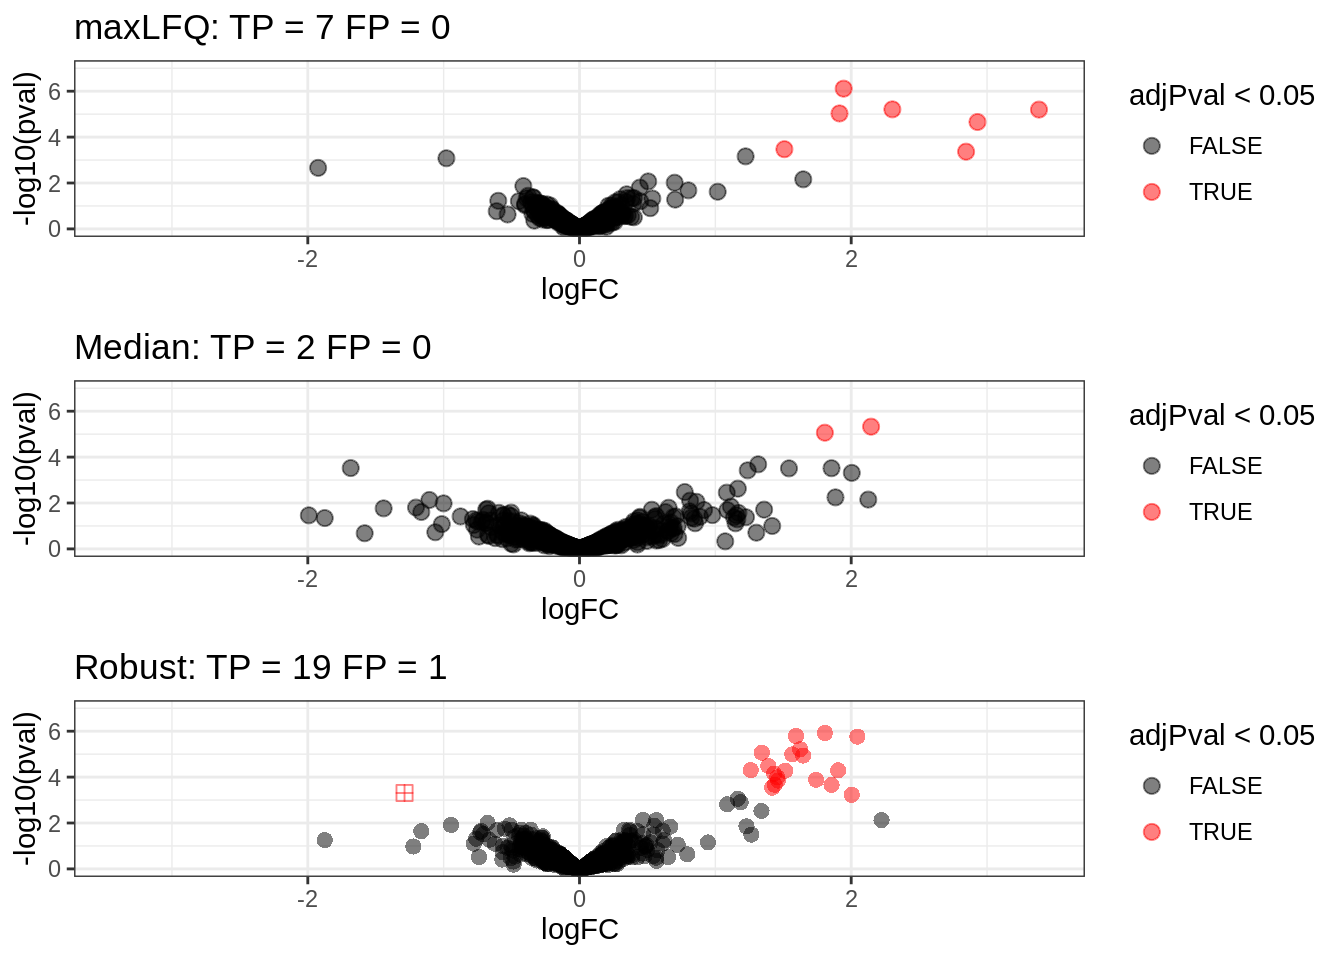 maxLFQ: TP = 7 FP = 0
-log10(pval)
6
4
2
0
-2 0 2
logFC
adjPval < 0.05
FALSE
TRUE
Median: TP = 2 FP = 0
-log10(pval)
6
4
2
0
-2 0 2
logFC
adjPval < 0.05
FALSE
TRUE
Robust: TP = 19 FP = 1
-log10(pval)
6
4
2
0
-2 0 2
logFC
adjPval < 0.05
FALSE
TRUE